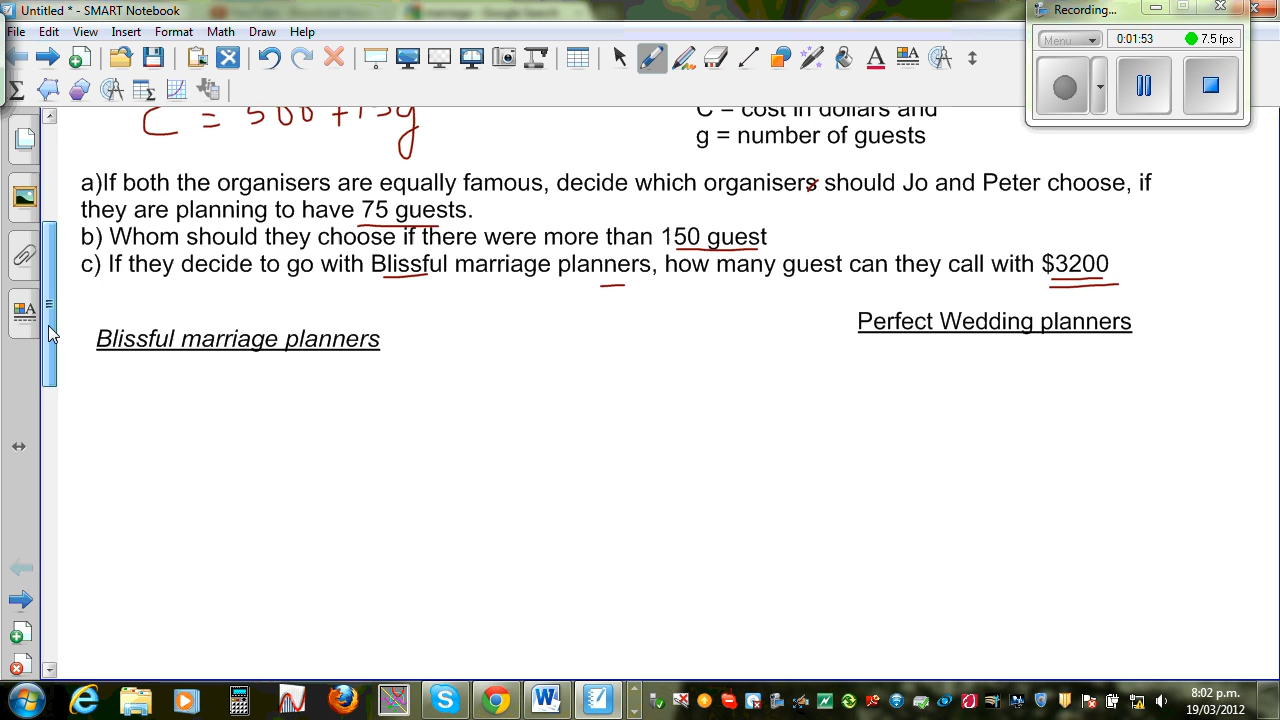 Untitled * - SMART Notebook
Recording...
File Edit View Insert Format Math Draw Help
Menu 0:01:53 7.5 fps
C = 500 + 15g
C = cost in dollars and
g = number of guests
a)If both the organisers are equally famous, decide which organisers should Jo and Peter choose, if
they are planning to have 75 guests.
b) Whom should they choose if there were more than 150 guest
c) If they decide to go with Blissful marriage planners, how many guest can they call with $3200
Perfect Wedding planners
Blissful marriage planners
8:02 p.m.
19/03/2012